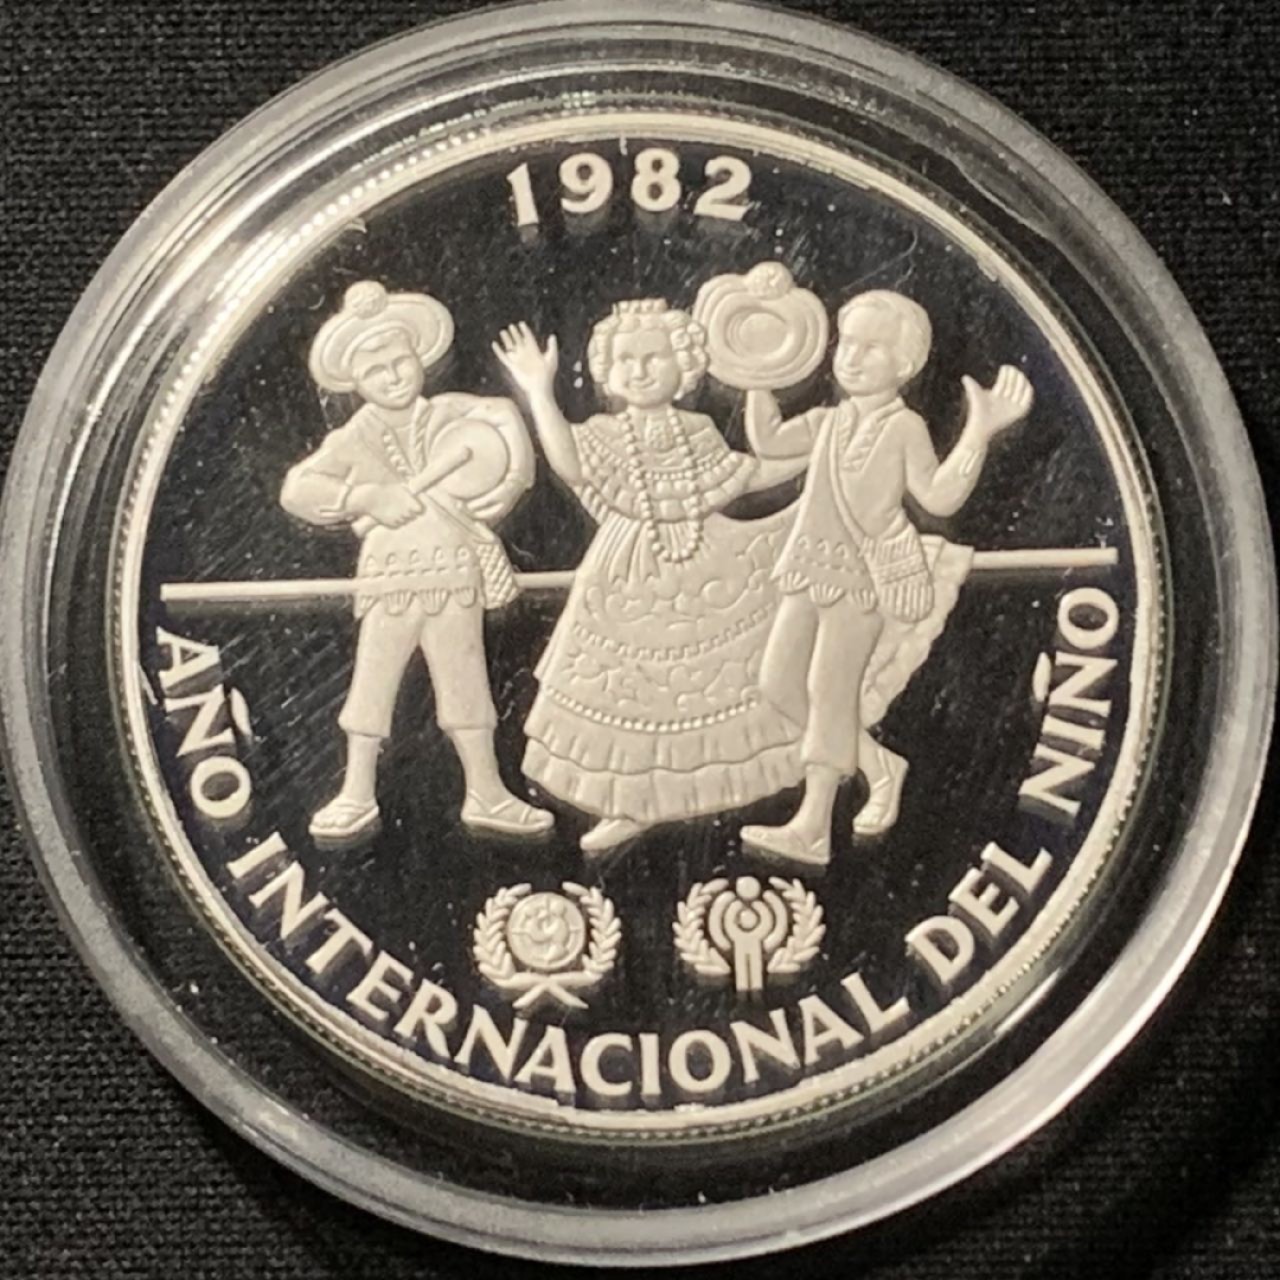 1982
AÑO INTERNACIONAL DEL NIÑO